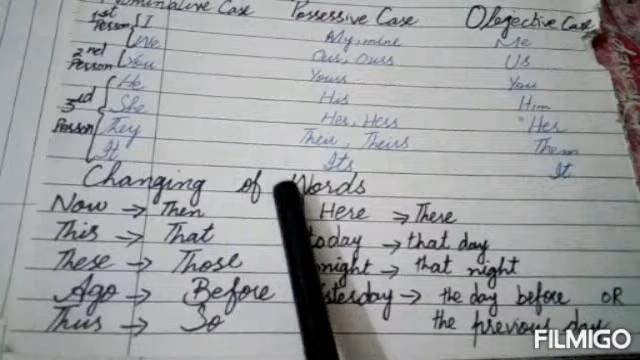 Nominative Case Possessive Case Objective Case
1st Person I My, mine Me
We Our, Ours Us
2nd Person You Yours You
He His Him
3rd Person She Her, Hers Her
They Their, Theirs Them
It Its It
Changing of Words
Now → Then Here → There
This → That today → that day
These → Those night → that night
Ago → Before yesterday → the day before OR
Thus → So the previous day
FILMIGO